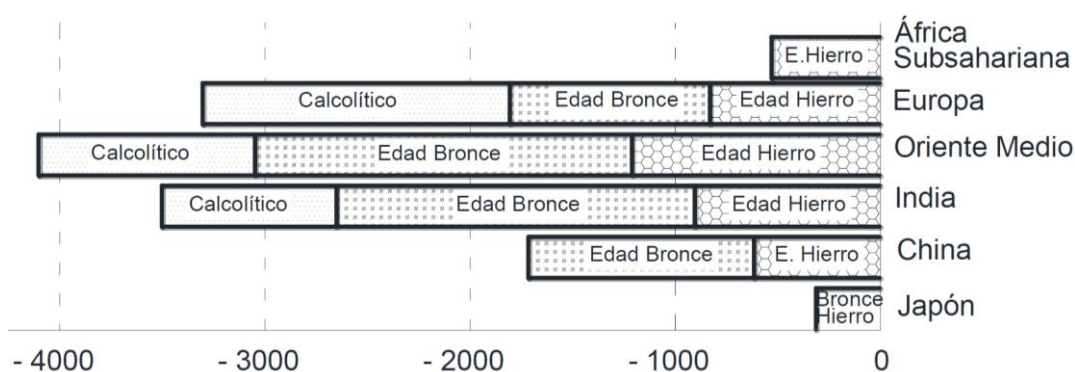 África
E.Hierro Subsahariana
Calcolítico Edad Bronce Edad Hierro Europa
Calcolítico Edad Bronce Edad Hierro Oriente Medio
Calcolítico Edad Bronce Edad Hierro India
Edad Bronce E. Hierro China
Bronce
Hierro Japón
- 4000 - 3000 - 2000 - 1000 0